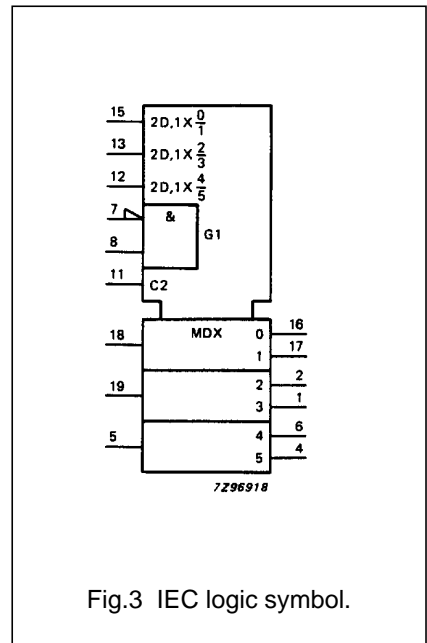 15 2D,1X 0/1
13 2D,1X 2/3
12 2D,1X 4/5
7 &
8 G1
11 C2
18 MDX 0 16
1 17
19 2 2
3 1
5 4 6
5 4
7Z96918
Fig.3 IEC logic symbol.